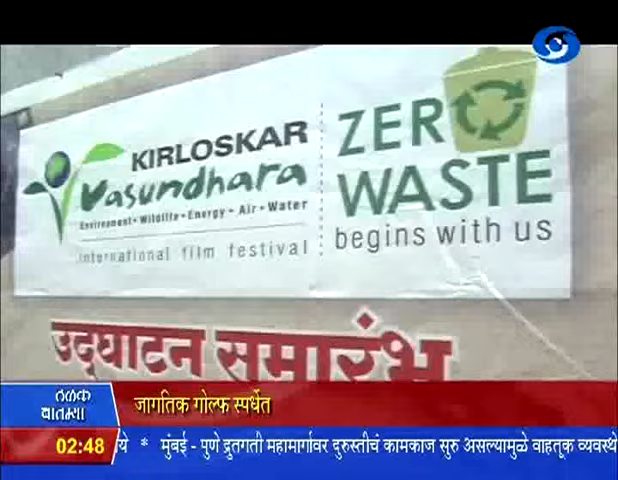 KIRLOSKAR
Vasundhara
Environment • Wildlife • Energy • Air • Water
international film festival
ZERO
WASTE
begins with us
उद्घाटन समारंभ
ठळक
बातम्या
जागतिक गोल्फ स्पर्धेत
02:48
ये * मुंबई - पुणे द्रुतगती महामार्गावर दुरुस्तीचं कामकाज सुरु असल्यामुळे वाहतूक व्यवस्थे